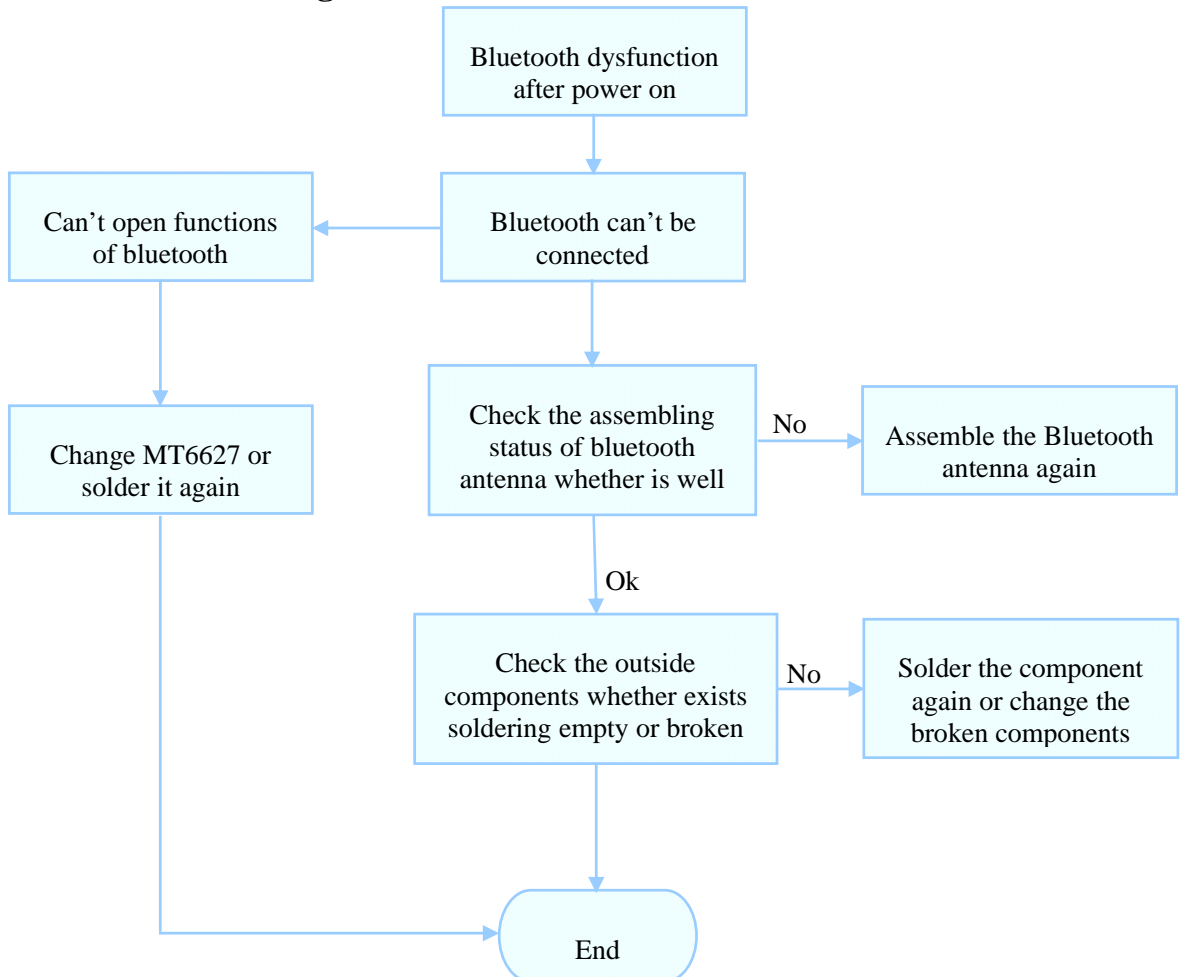 Bluetooth dysfunction
after power on
Can’t open functions
of bluetooth
Bluetooth can’t be
connected
Change MT6627 or
solder it again
Check the assembling
status of bluetooth
antenna whether is well
No
Assemble the Bluetooth
antenna again
Ok
Check the outside
components whether exists
soldering empty or broken
No
Solder the component
again or change the
broken components
End